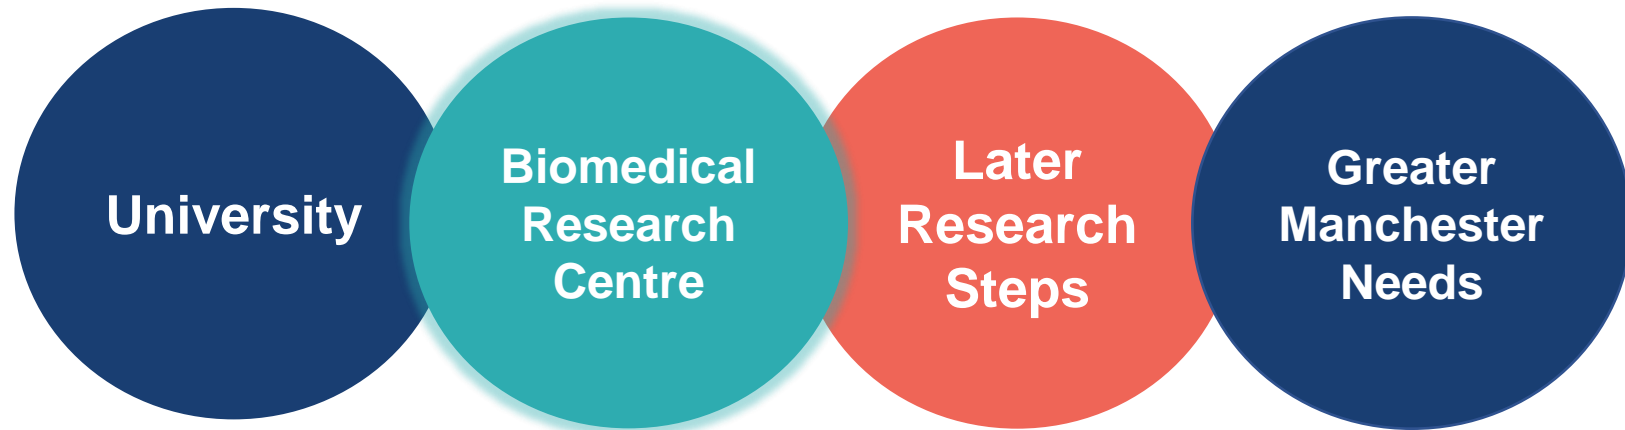 University
Biomedical
Research
Centre
Later
Research
Steps
Greater
Manchester
Needs